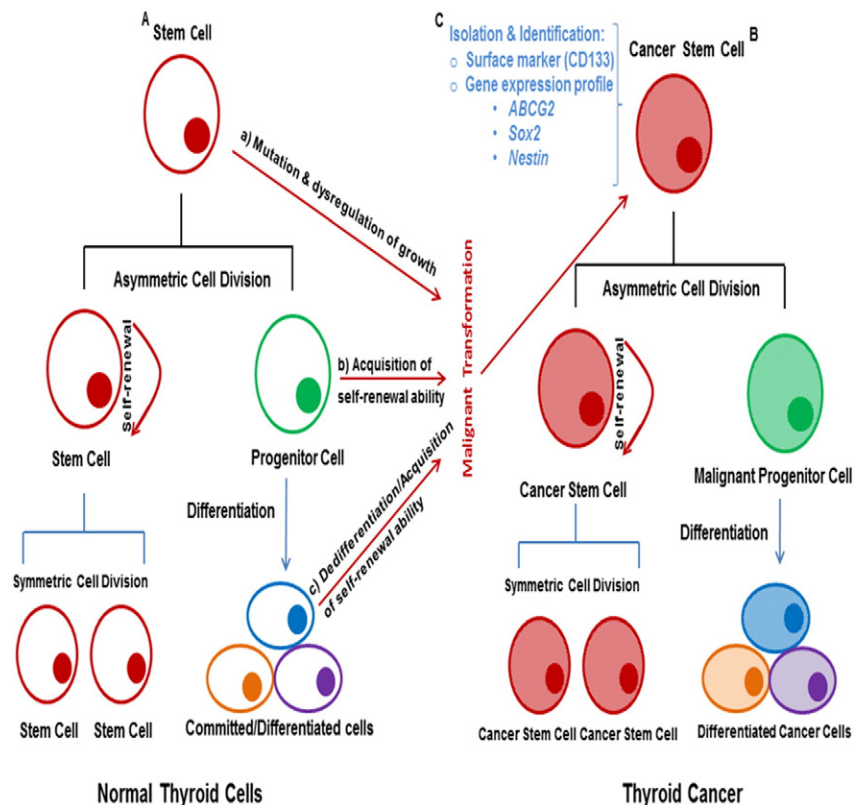 A
Stem Cell
a) Mutation & dysregulation of growth
Asymmetric Cell Division
Self-renewal
Stem Cell
Progenitor Cell
b) Acquisition of
self-renewal ability
Differentiation
c) Dedifferentiation/Acquisition
of self-renewal ability
Symmetric Cell Division
Stem Cell
Stem Cell
Committed/Differentiated cells
Normal Thyroid Cells
Malignant Transformation
C
Isolation & Identification:
○ Surface marker (CD133)
○ Gene expression profile
• ABCG2
• Sox2
• Nestin
Cancer Stem Cell
B
Asymmetric Cell Division
Self-renewal
Cancer Stem Cell
Malignant Progenitor Cell
Differentiation
Symmetric Cell Division
Cancer Stem Cell
Cancer Stem Cell
Differentiated Cancer Cells
Thyroid Cancer